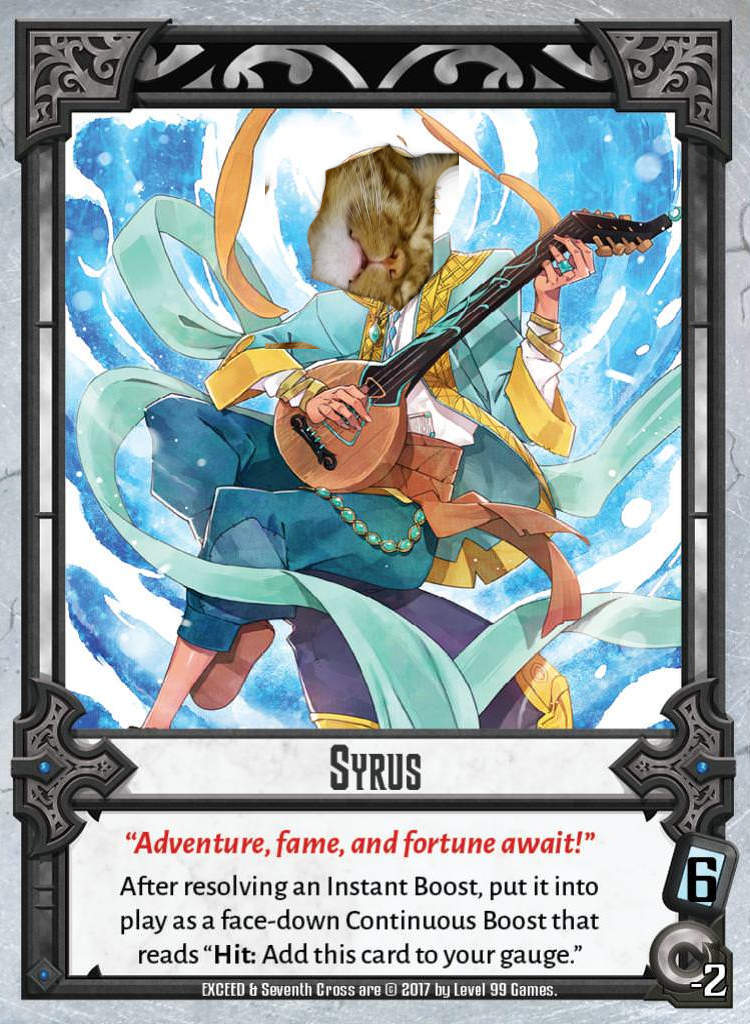 Syrus
“Adventure, fame, and fortune await!”
After resolving an Instant Boost, put it into
play as a face-down Continuous Boost that
reads “Hit: Add this card to your gauge.”
6
-2
EXCEED & Seventh Cross are © 2017 by Level 99 Games.